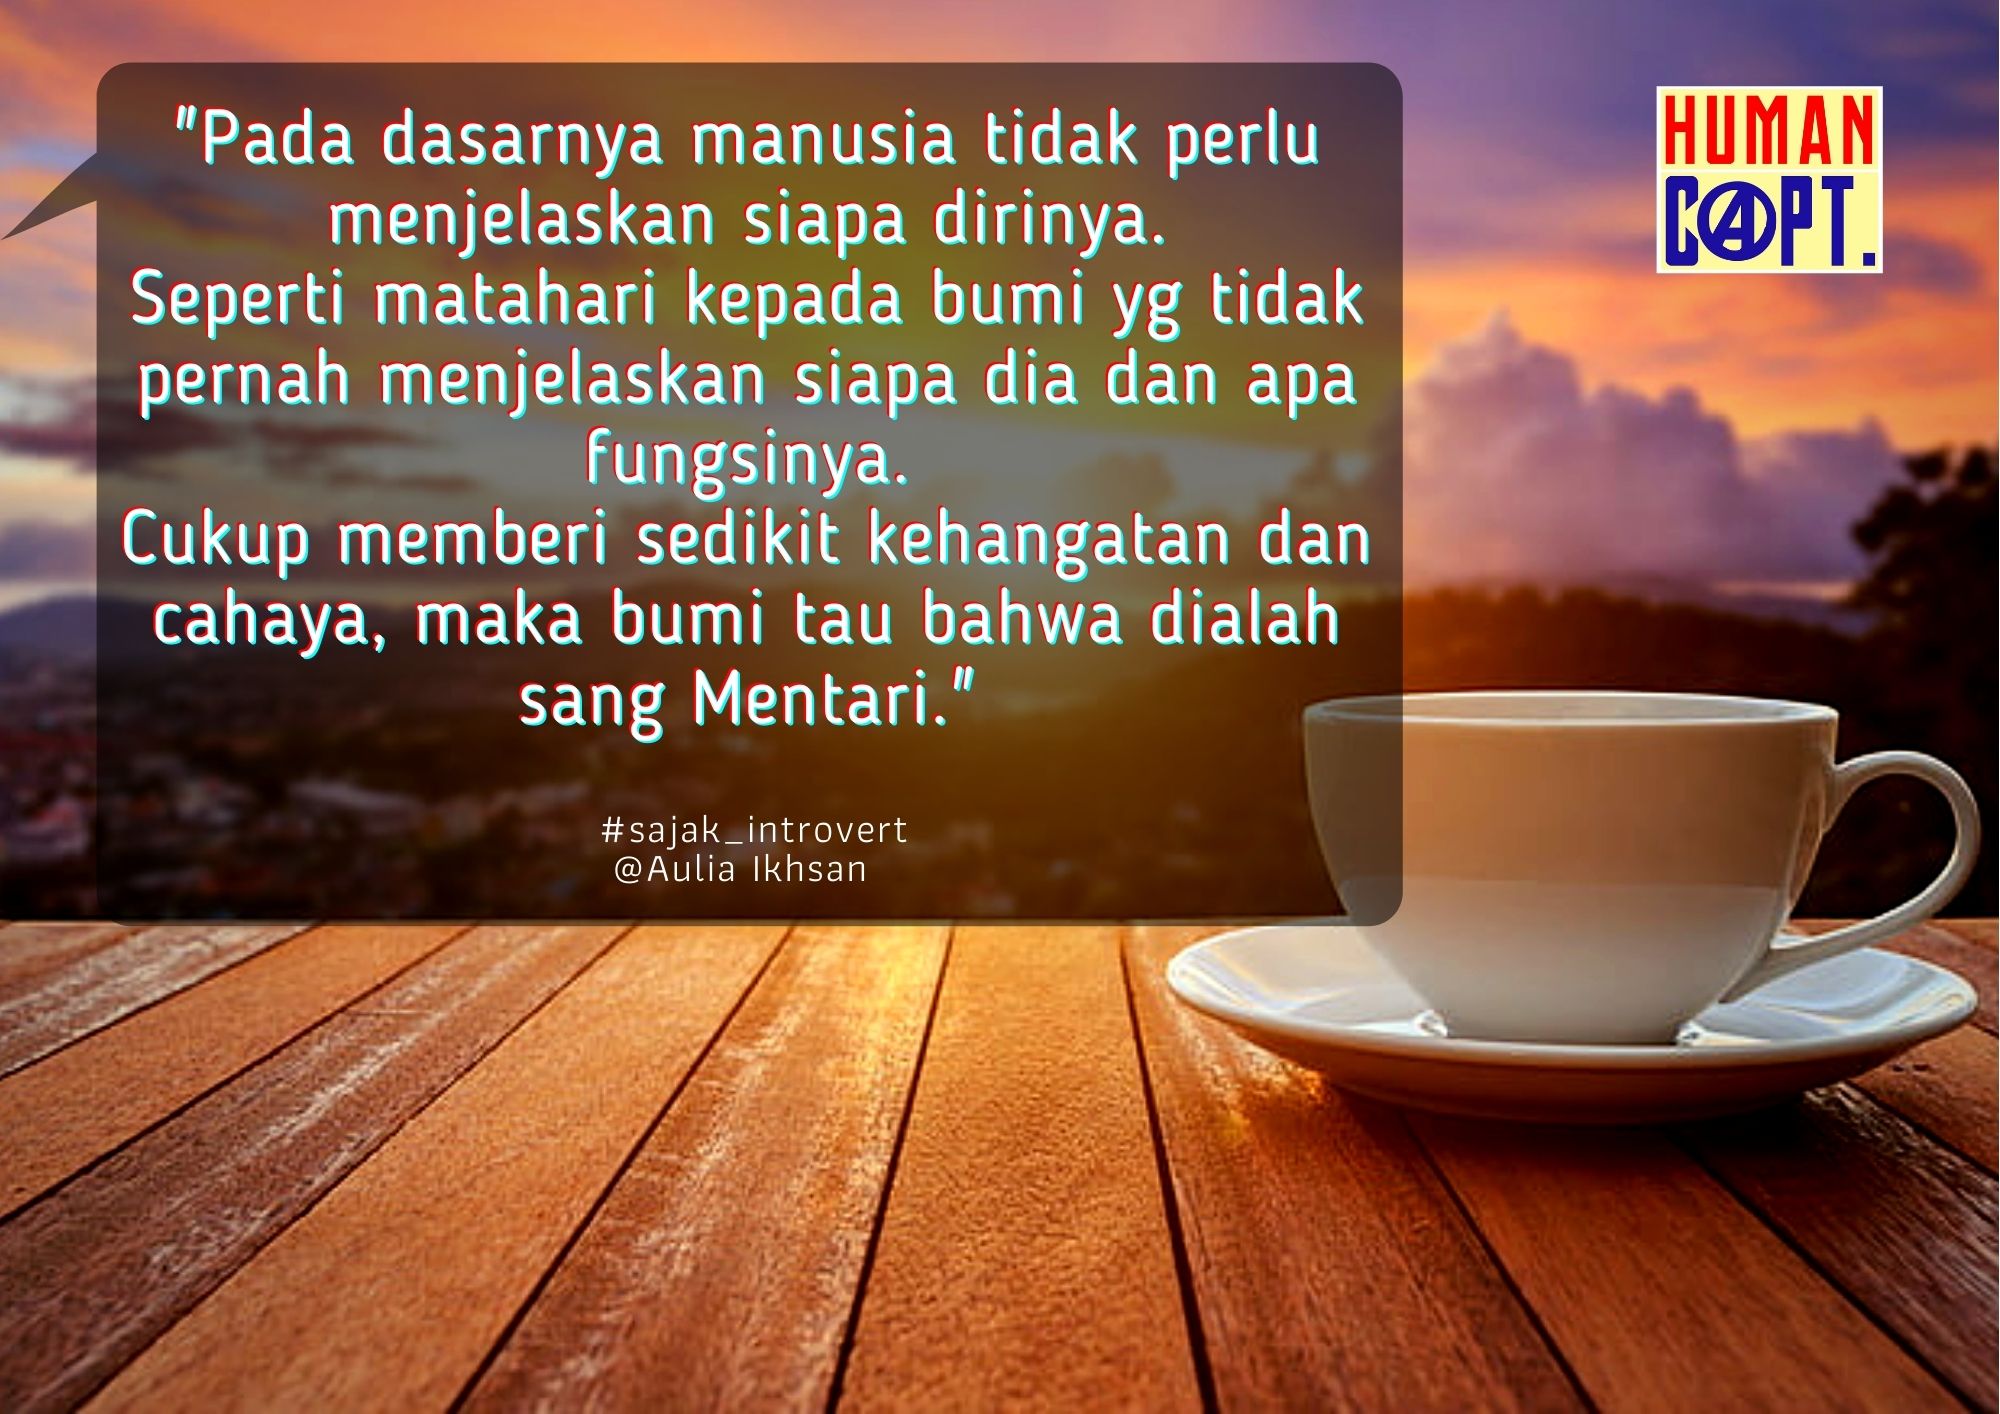 "Pada dasarnya manusia tidak perlu
menjelaskan siapa dirinya.
Seperti matahari kepada bumi yg tidak
pernah menjelaskan siapa dia dan apa
fungsinya.
Cukup memberi sedikit kehangatan dan
cahaya, maka bumi tau bahwa dialah
sang Mentari."
#sajak_introvert
@Aulia Ikhsan
HUMAN
CAPT.